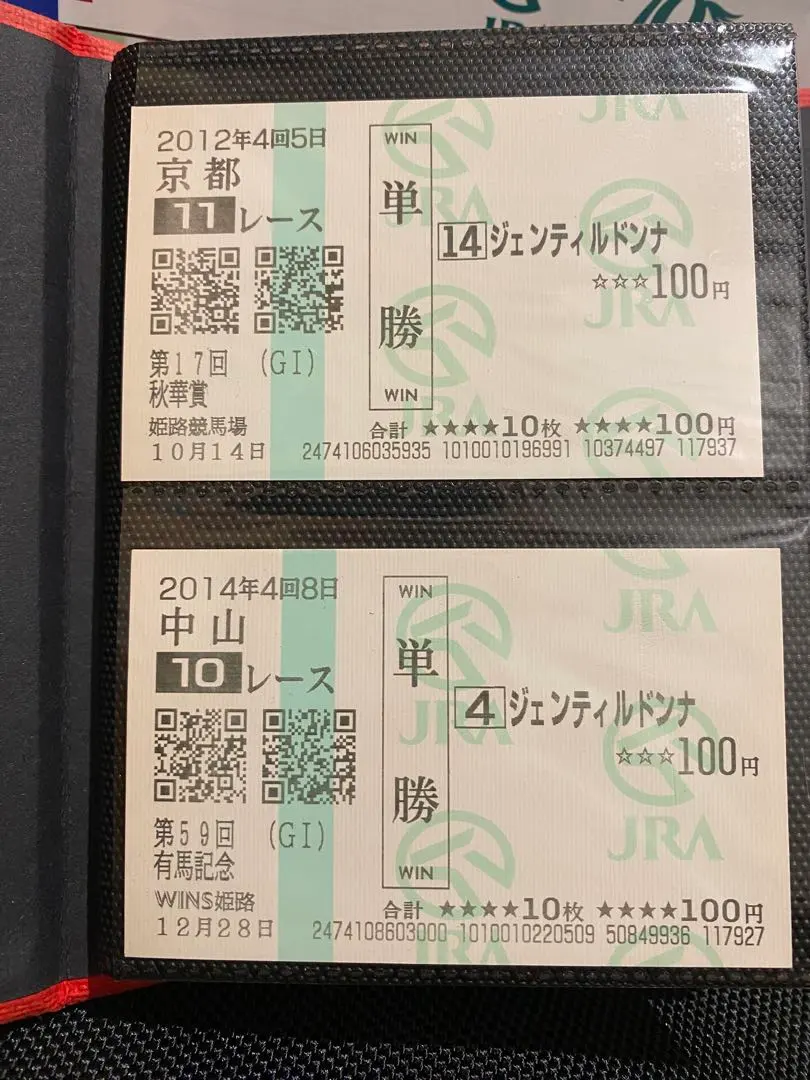 JRA
JRA
2012年4回5日
京都
11レース
WIN
単勝
WIN
14 ジェンティルドンナ
☆☆☆100円
JRA
JRA
JRA
第17回 (GI)
秋華賞
姫路競馬場
10月14日
合計 ★★★★10枚 ★★★★100円
2474106035935 1010010196991 10374497 117937
2014年4回8日
中山
10レース
WIN
単勝
WIN
4 ジェンティルドンナ
☆☆☆100円
JRA
JRA
JRA
JRA
第59回 (GI)
有馬記念
WINS姫路
12月28日
合計 ★★★★10枚 ★★★★100円
2474108603000 1010010220509 50849936 117927